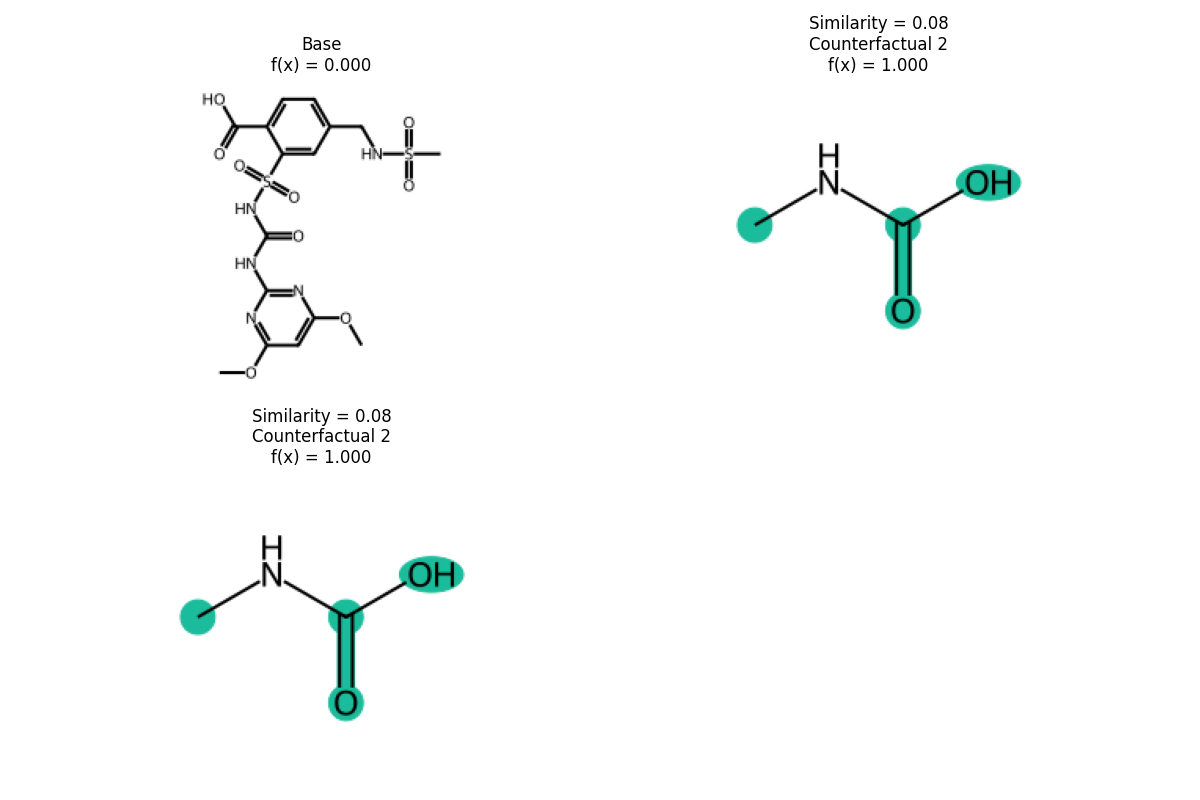 Similarity = 0.08
Base
Counterfactual 2
f(x) = 0.000
f(x) = 1.000
HO
O
O
HN
S
O
O
S
O
HN
O
HN
N
N
O
O
H
N
OH
O
Similarity = 0.08
Counterfactual 2
f(x) = 1.000
H
N
OH
O